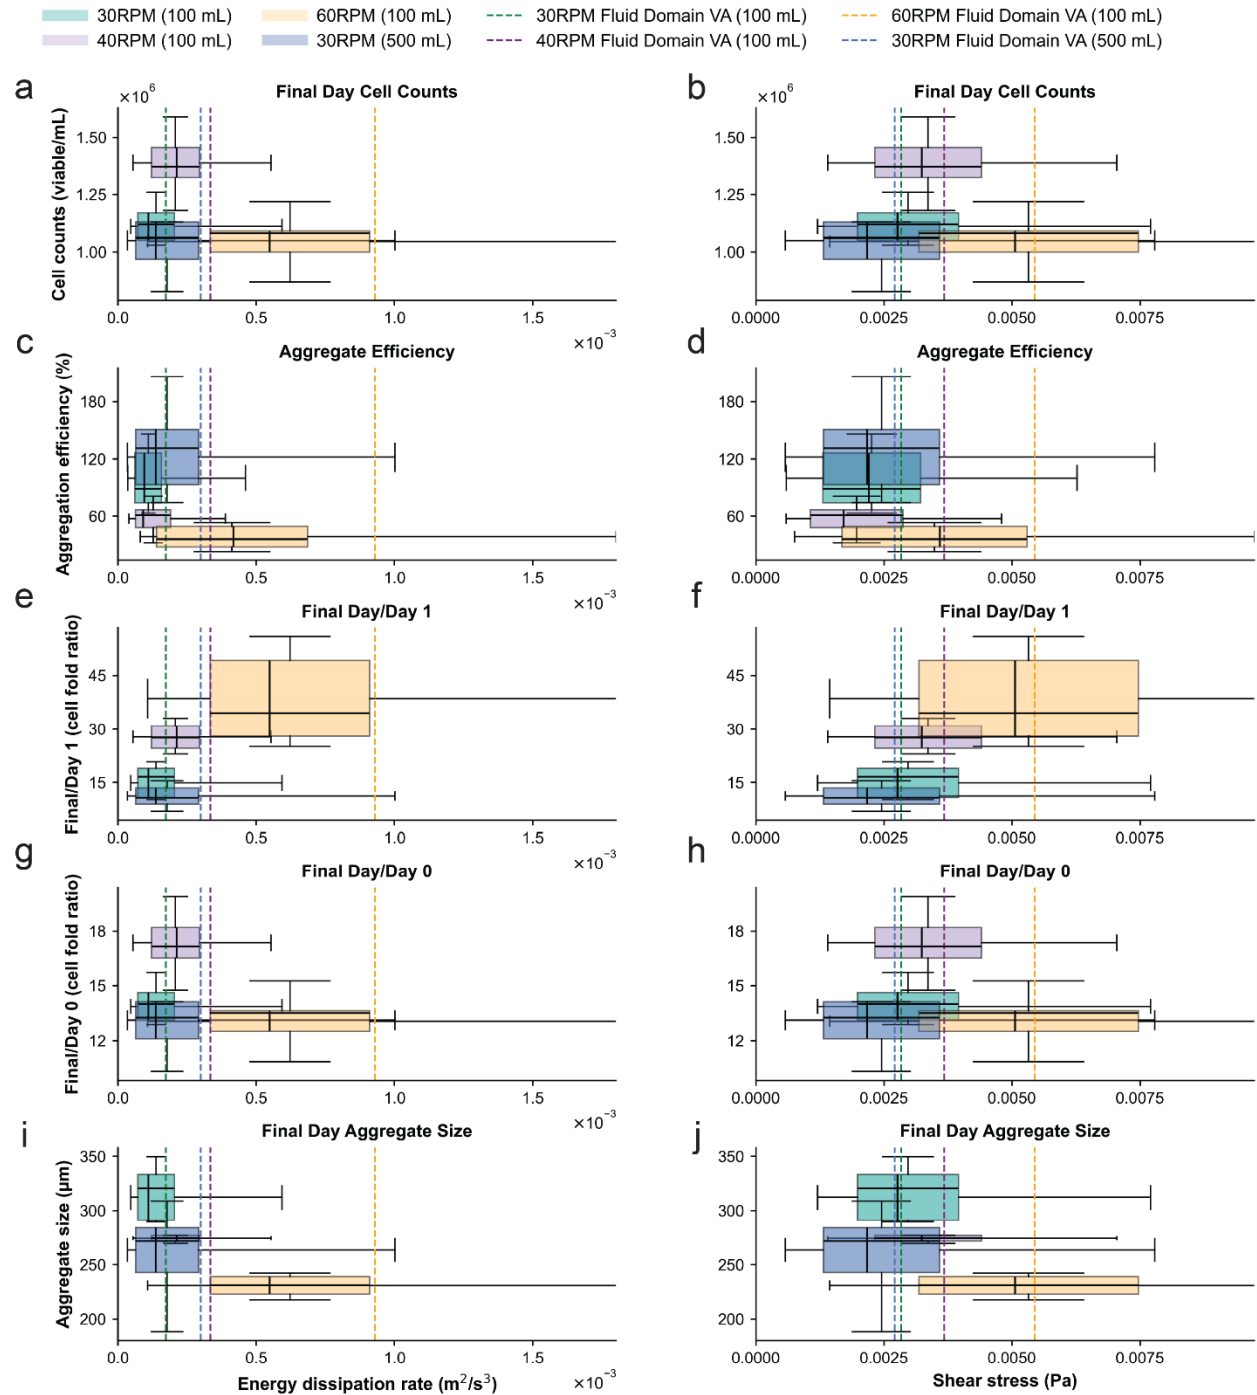 30RPM (100 mL)
60RPM (100 mL)
30RPM Fluid Domain VA (100 mL)
60RPM Fluid Domain VA (100 mL)
40RPM (100 mL)
30RPM (500 mL)
40RPM Fluid Domain VA (100 mL)
30RPM Fluid Domain VA (500 mL)
a
×10⁶
Final Day Cell Counts
Cell counts (viable/mL)
1.50
1.25
1.00
0.0
0.5
1.0
1.5
×10⁻³
b
×10⁶
Final Day Cell Counts
1.50
1.25
1.00
0.0000
0.0025
0.0050
0.0075
c
Aggregate Efficiency
Aggregation efficiency (%)
180
120
60
0.0
0.5
1.0
1.5
×10⁻³
d
Aggregate Efficiency
180
120
60
0.0000
0.0025
0.0050
0.0075
e
Final Day/Day 1
Final/Day 1 (cell fold ratio)
45
30
15
0.0
0.5
1.0
1.5
×10⁻³
f
Final Day/Day 1
45
30
15
0.0000
0.0025
0.0050
0.0075
g
Final Day/Day 0
Final/Day 0 (cell fold ratio)
18
15
12
0.0
0.5
1.0
1.5
×10⁻³
h
Final Day/Day 0
18
15
12
0.0000
0.0025
0.0050
0.0075
i
Final Day Aggregate Size
Aggregate size (μm)
350
300
250
200
0.0
0.5
1.0
1.5
Energy dissipation rate (m²/s³)
×10⁻³
j
Final Day Aggregate Size
350
300
250
200
0.0000
0.0025
0.0050
0.0075
Shear stress (Pa)